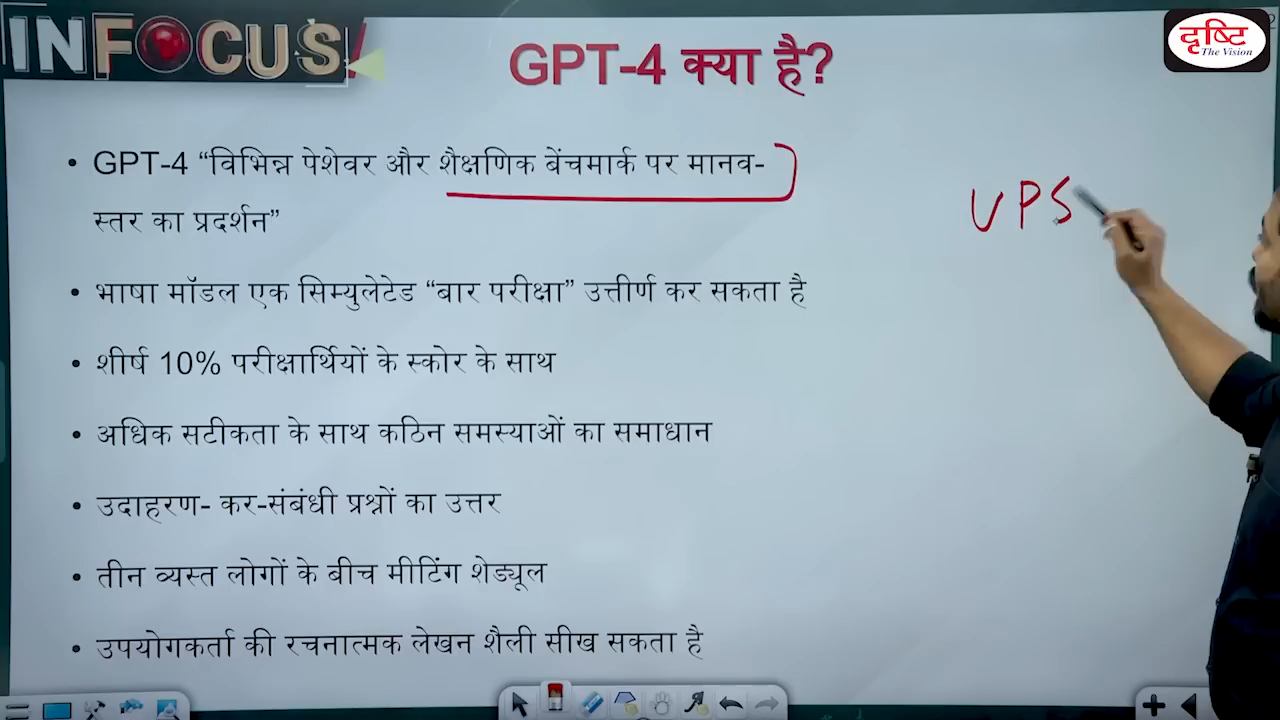 INFOCUS!
GPT-4 क्या है?
दृष्टि
The Vision
• GPT-4 “विभिन्न पेशेवर और शैक्षणिक बेंचमार्क पर मानव-
स्तर का प्रदर्शन”
UPS
• भाषा मॉडल एक सिम्युलेटेड “बार परीक्षा” उत्तीर्ण कर सकता है
• शीर्ष 10% परीक्षार्थियों के स्कोर के साथ
• अधिक सटीकता के साथ कठिन समस्याओं का समाधान
• उदाहरण- कर-संबंधी प्रश्नों का उत्तर
• तीन व्यस्त लोगों के बीच मीटिंग शेड्यूल
• उपयोगकर्ता की रचनात्मक लेखन शैली सीख सकता है